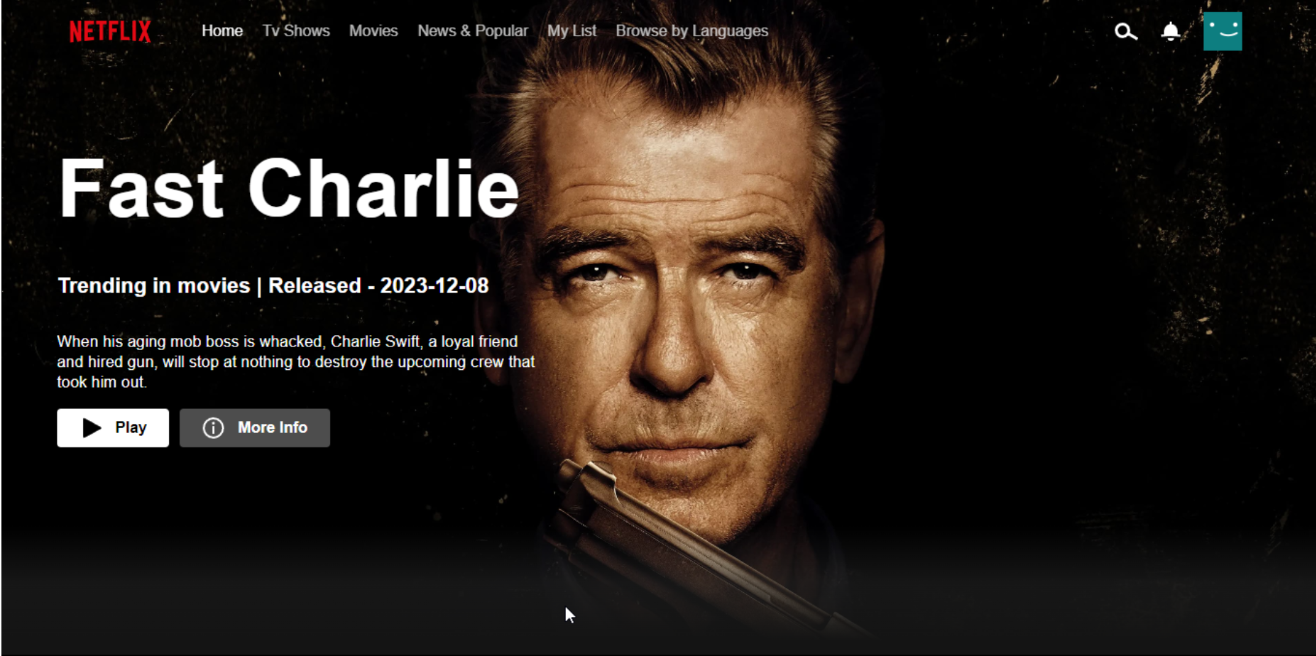 NETFLIX Home Tv Shows Movies News & Popular My List Browse by Languages
Fast Charlie
Trending in movies | Released - 2023-12-08
When his aging mob boss is whacked, Charlie Swift, a loyal friend
and hired gun, will stop at nothing to destroy the upcoming crew that
took him out.
Play More Info